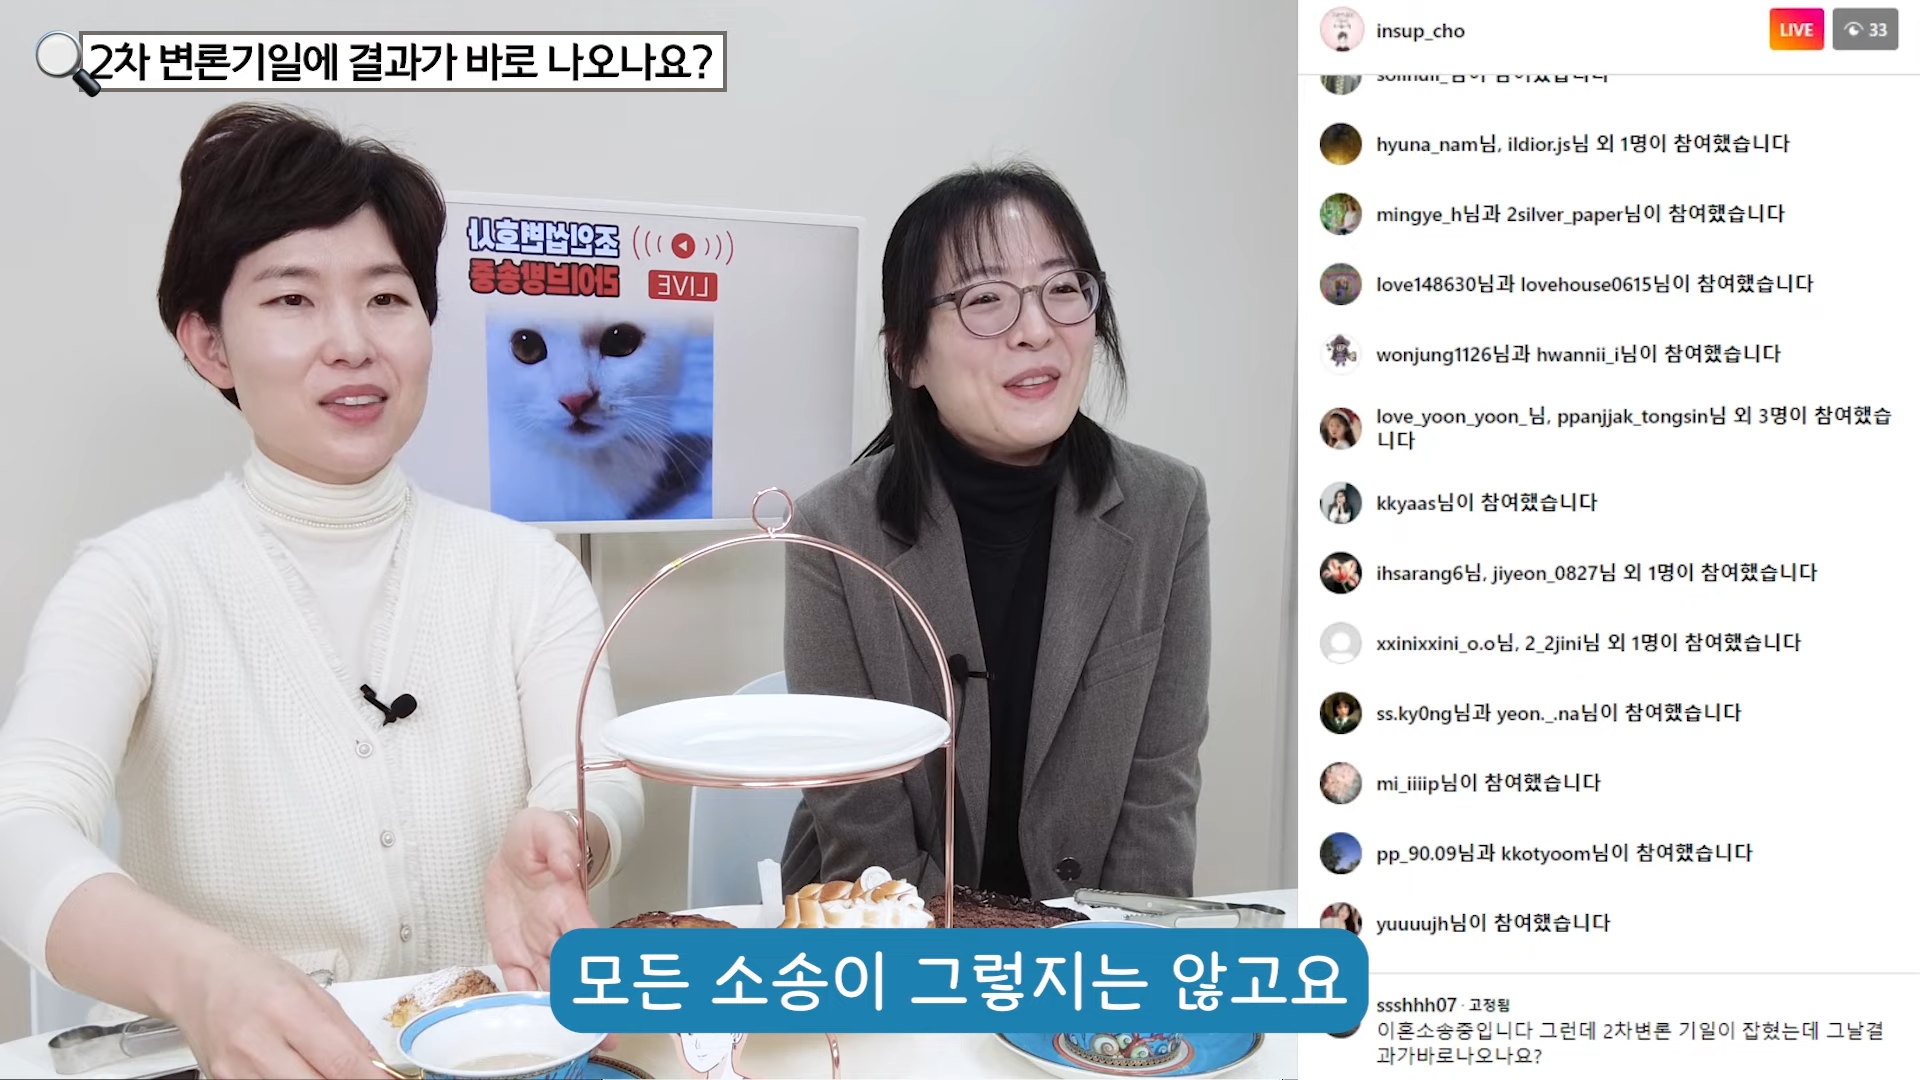 2차 변론기일에 결과가 바로 나오나요?
조인섭변호사
라이브방송중
LIVE
모든 소송이 그렇지는 않고요
insup_cho
LIVE
33
hyuna_nam님, ildior.js님 외 1명이 참여했습니다
mingye_h님과 2silver_paper님이 참여했습니다
love148630님과 lovehouse0615님이 참여했습니다
wonjung1126님과 hwannii_i님이 참여했습니다
love_yoon_yoon_님, ppanjjak_tongsin님 외 3명이 참여했습
니다
kkyaas님이 참여했습니다
ihsarang6님, jiyeon_0827님 외 1명이 참여했습니다
xxinixxini_o.o님, 2_2jini님 외 1명이 참여했습니다
ss.ky0ng님과 yeon._.na님이 참여했습니다
mi_iiiip님이 참여했습니다
pp_90.09님과 kkotyoom님이 참여했습니다
yuuuujh님이 참여했습니다
ssshhh07 · 고정됨
이혼소송중입니다 그런데 2차변론 기일이 잡혔는데 그날결
과가바로나오나요?